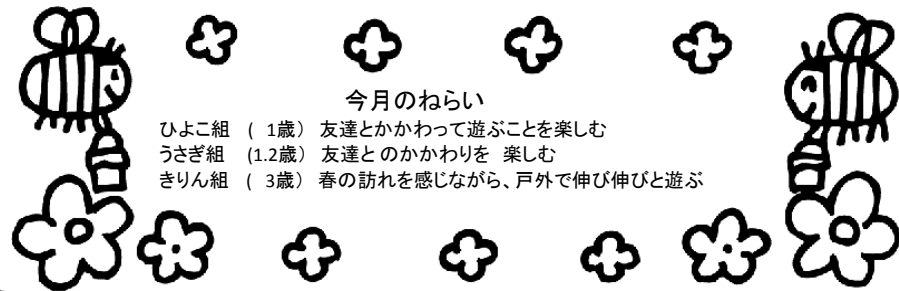 今月のねらい
ひよこ組 ( 1歳) 友達とかかわって遊ぶことを楽しむ
うさぎ組 (1.2歳) 友達と のかかわりを 楽しむ
きりん組 ( 3歳) 春の訪れを感じながら、戸外で伸び伸びと遊ぶ